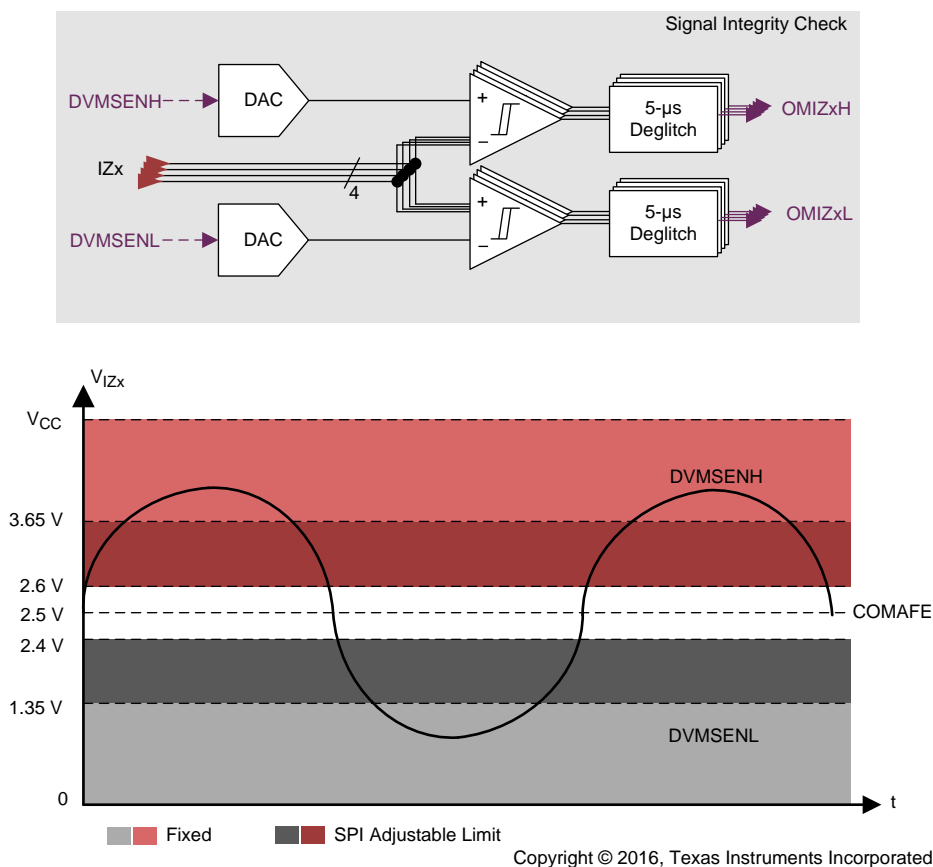 Signal Integrity Check
DVMSENH
DAC
+
−
5-µs
Deglitch
OMIZxH
IZx
4
DVMSENL
DAC
+
−
5-µs
Deglitch
OMIZxL
VIZx
VCC
DVMSENH
3.65 V
2.6 V
2.5 V
COMAFE
2.4 V
1.35 V
DVMSENL
0
t
Fixed
SPI Adjustable Limit
Copyright © 2016, Texas Instruments Incorporated